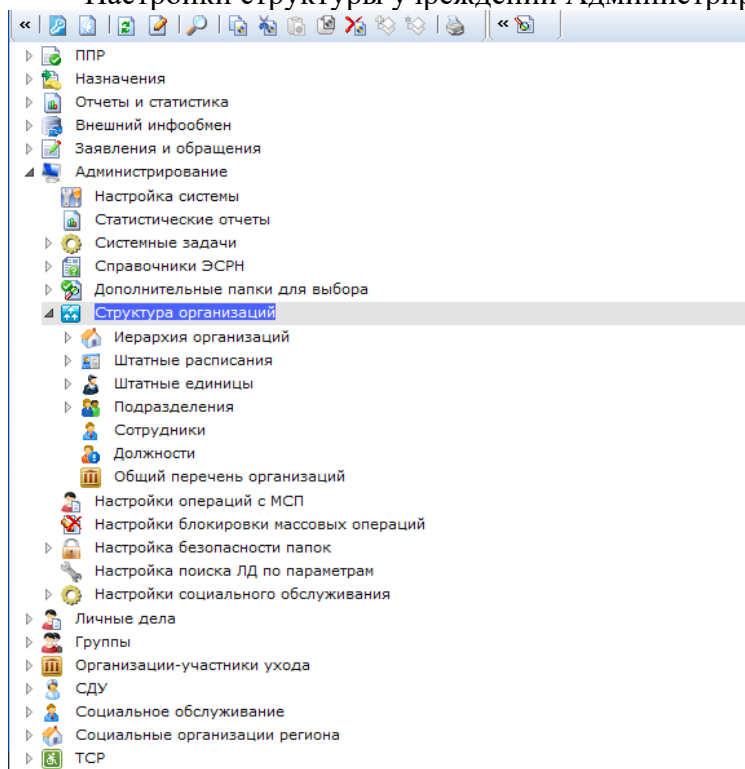 Настройки структуры учреждений Администрир
ППР
Назначения
Отчеты и статистика
Внешний инфообмен
Заявления и обращения
Администрирование
Настройка системы
Статистические отчеты
Системные задачи
Справочники ЭСРН
Дополнительные папки для выбора
Структура организаций
Иерархия организаций
Штатные расписания
Штатные единицы
Подразделения
Сотрудники
Должности
Общий перечень организаций
Настройки операций с МСП
Настройки блокировки массовых операций
Настройка безопасности папок
Настройка поиска ЛД по параметрам
Настройки социального обслуживания
Личные дела
Группы
Организации-участники ухода
СДУ
Социальное обслуживание
Социальные организации региона
ТСР